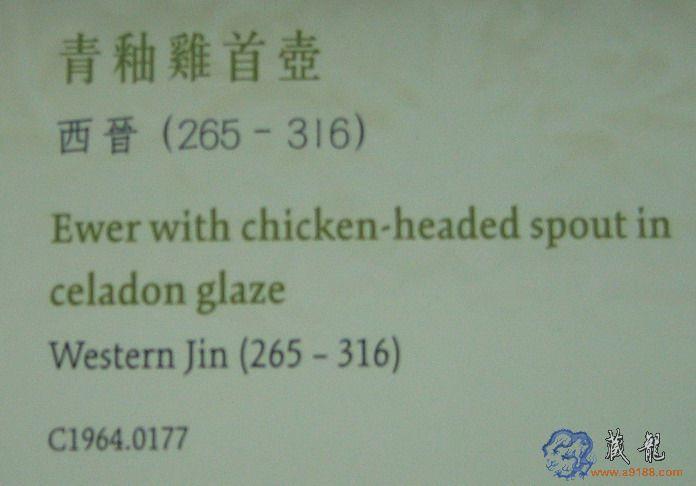 青釉雞首壺
西晉 (265 – 316)
Ewer with chicken-headed spout in
celadon glaze
Western Jin (265 – 316)
C1964.0177
藏龍
www.a9188.com